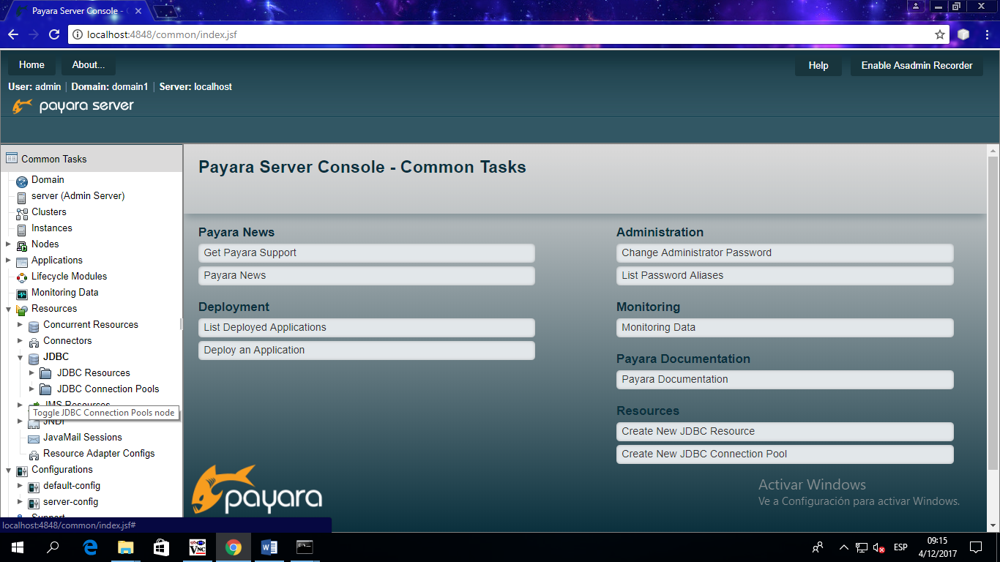 Payara Server Console -
localhost:4848/common/index.jsf
Home
About...
Help
Enable Asadmin Recorder
User: admin | Domain: domain1 | Server: localhost
payara server
Common Tasks
Domain
server (Admin Server)
Clusters
Instances
Nodes
Applications
Lifecycle Modules
Monitoring Data
Resources
Concurrent Resources
Connectors
JDBC
JDBC Resources
JDBC Connection Pools
JMS Resources
Toggle JDBC Connection Pools node
JNDI
JavaMail Sessions
Resource Adapter Configs
Configurations
default-config
server-config
Support
localhost:4848/common/index.jsf#
Payara Server Console - Common Tasks
Payara News
Get Payara Support
Payara News
Deployment
List Deployed Applications
Deploy an Application
Administration
Change Administrator Password
List Password Aliases
Monitoring
Monitoring Data
Payara Documentation
Payara Documentation
Resources
Create New JDBC Resource
Create New JDBC Connection Pool
payara
Activar Windows
Ve a Configuración para activar Windows.
VNC
ESP
09:15
4/12/2017